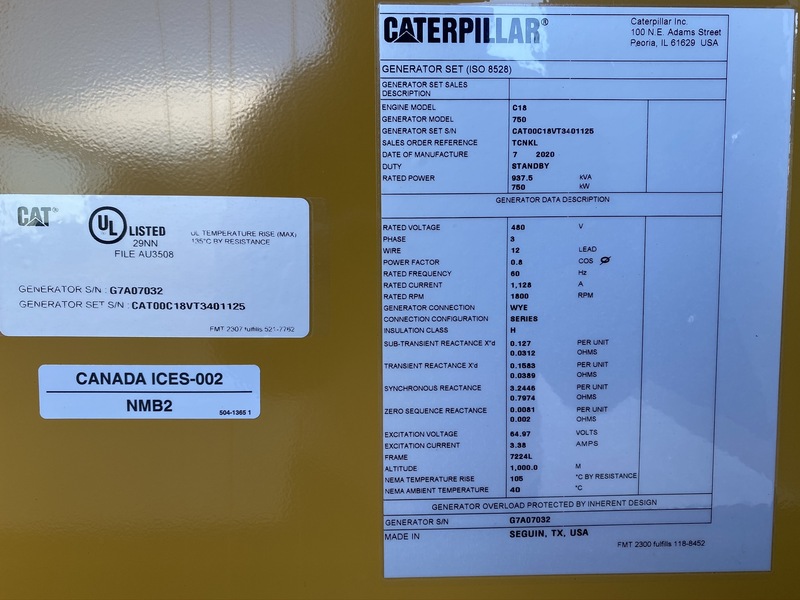 CATERPILLAR®
Caterpillar Inc.
100 N.E. Adams Street
Peoria, IL 61629 USA
GENERATOR SET (ISO 8528)
GENERATOR SET SALES
DESCRIPTION
ENGINE MODEL C18
GENERATOR MODEL 750
GENERATOR SET S/N CAT00C18VT3401125
SALES ORDER REFERENCE TCNKL
DATE OF MANUFACTURE 7 2020
DUTY STANDBY
RATED POWER 937.5 kVA
750 kW
GENERATOR DATA DESCRIPTION
RATED VOLTAGE 480 V
PHASE 3
WIRE 12 LEAD
POWER FACTOR 0.8 COS Ø
RATED FREQUENCY 60 Hz
RATED CURRENT 1,128 A
RATED RPM 1800 RPM
GENERATOR CONNECTION WYE
CONNECTION CONFIGURATION SERIES
INSULATION CLASS H
SUB-TRANSIENT REACTANCE X"d 0.127 PER UNIT
0.0312 OHMS
TRANSIENT REACTANCE X'd 0.1583 PER UNIT
0.0389 OHMS
SYNCHRONOUS REACTANCE 3.2446 PER UNIT
0.7974 OHMS
ZERO SEQUENCE REACTANCE 0.0081 PER UNIT
0.002 OHMS
EXCITATION VOLTAGE 64.97 VOLTS
EXCITATION CURRENT 3.38 AMPS
FRAME 7224L
ALTITUDE 1,000.0 M
NEMA TEMPERATURE RISE 105 °C BY RESISTANCE
NEMA AMBIENT TEMPERATURE 40 °C
GENERATOR OVERLOAD PROTECTED BY INHERENT DESIGN
GENERATOR S/N G7A07032
MADE IN SEGUIN, TX, USA
FMT 2300 fulfills 118-8452
CAT®
UL® LISTED
29NN
FILE AU3508
UL TEMPERATURE RISE (MAX)
135°C BY RESISTANCE
GENERATOR S/N : G7A07032
GENERATOR SET S/N : CAT00C18VT3401125
FMT 2307 fulfills 521-7762
CANADA ICES-002
NMB2
504-1365 1